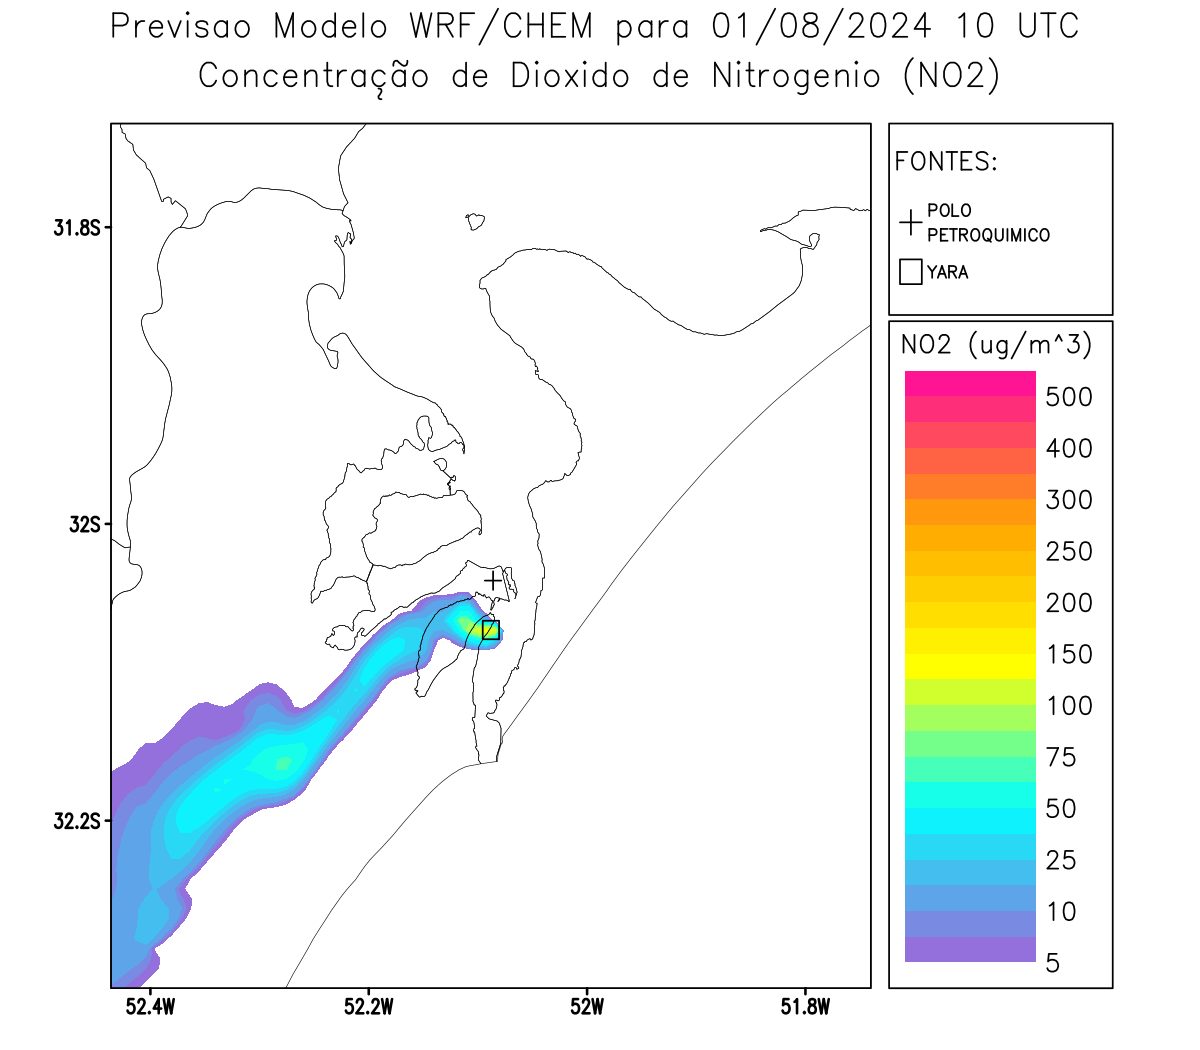 Previsao Modelo WRF/CHEM para 01/08/2024 10 UTC
Concentração de Dioxido de Nitrogenio (NO2)
FONTES:
POLO
PETROQUIMICO
YARA
NO2 (ug/m^3)
500
400
300
250
200
150
100
75
50
25
10
5
31.8S
32S
32.2S
52.4W
52.2W
52W
51.8W